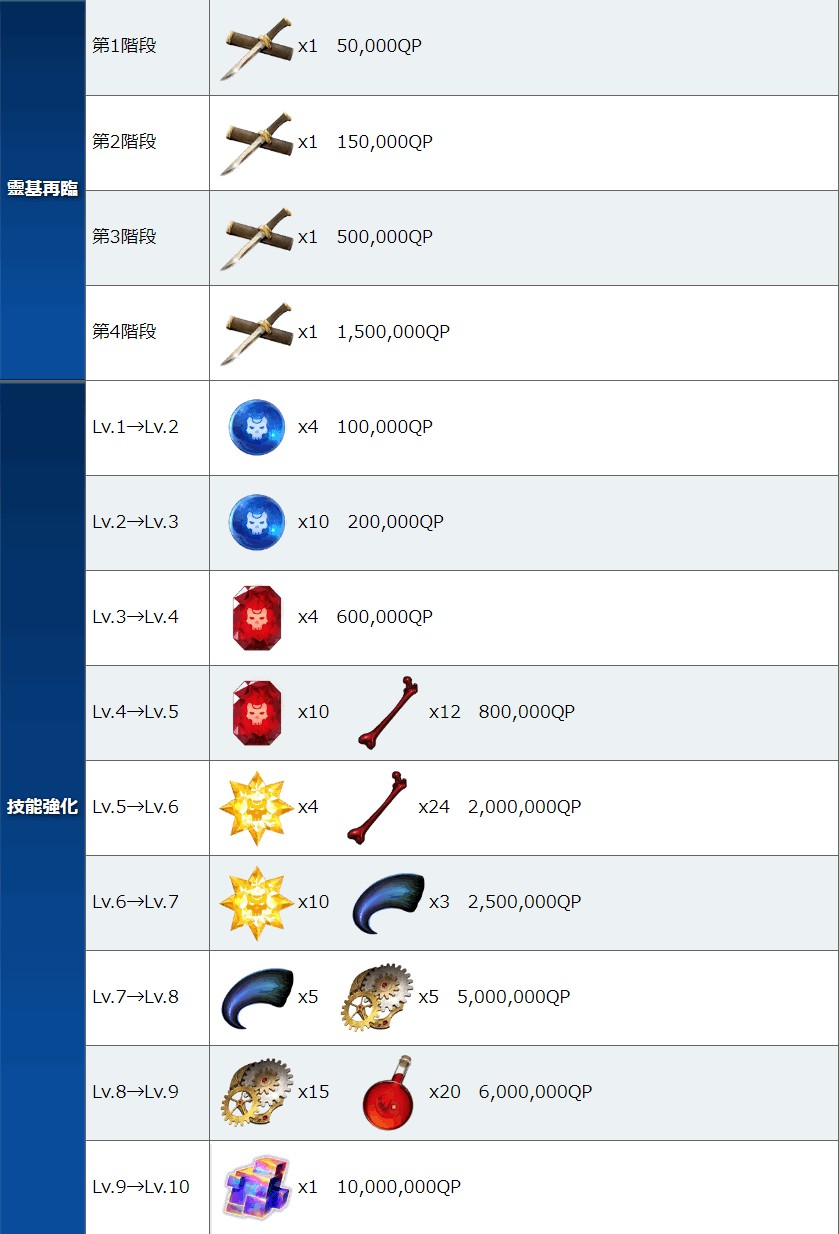 靈基再臨
第1階段 x1 50,000QP
第2階段 x1 150,000QP
第3階段 x1 500,000QP
第4階段 x1 1,500,000QP
技能強化
Lv.1→Lv.2 x4 100,000QP
Lv.2→Lv.3 x10 200,000QP
Lv.3→Lv.4 x4 600,000QP
Lv.4→Lv.5 x10 x12 800,000QP
Lv.5→Lv.6 x4 x24 2,000,000QP
Lv.6→Lv.7 x10 x3 2,500,000QP
Lv.7→Lv.8 x5 x5 5,000,000QP
Lv.8→Lv.9 x15 x20 6,000,000QP
Lv.9→Lv.10 x1 10,000,000QP